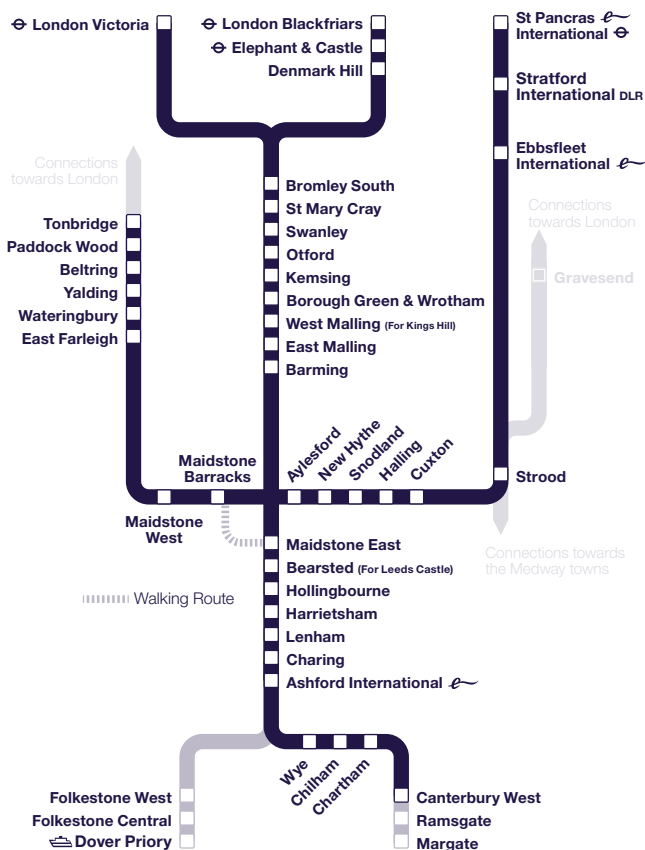 London Victoria
London Blackfriars
Elephant & Castle
Denmark Hill
St Pancras
International
Stratford
International DLR
Ebbsfleet
International
Connections
towards London
Connections
towards London
Gravesend
Tonbridge
Paddock Wood
Beltring
Yalding
Wateringbury
East Farleigh
Bromley South
St Mary Cray
Swanley
Otford
Kemsing
Borough Green & Wrotham
West Malling (For Kings Hill)
East Malling
Barming
Maidstone
Barracks
Maidstone
West
Aylesford
New Hythe
Snodland
Halling
Cuxton
Strood
Connections towards
the Medway towns
Walking Route
Maidstone East
Bearsted (For Leeds Castle)
Hollingbourne
Harrietsham
Lenham
Charing
Ashford International
Wye
Chilham
Chartham
Folkestone West
Folkestone Central
Dover Priory
Canterbury West
Ramsgate
Margate